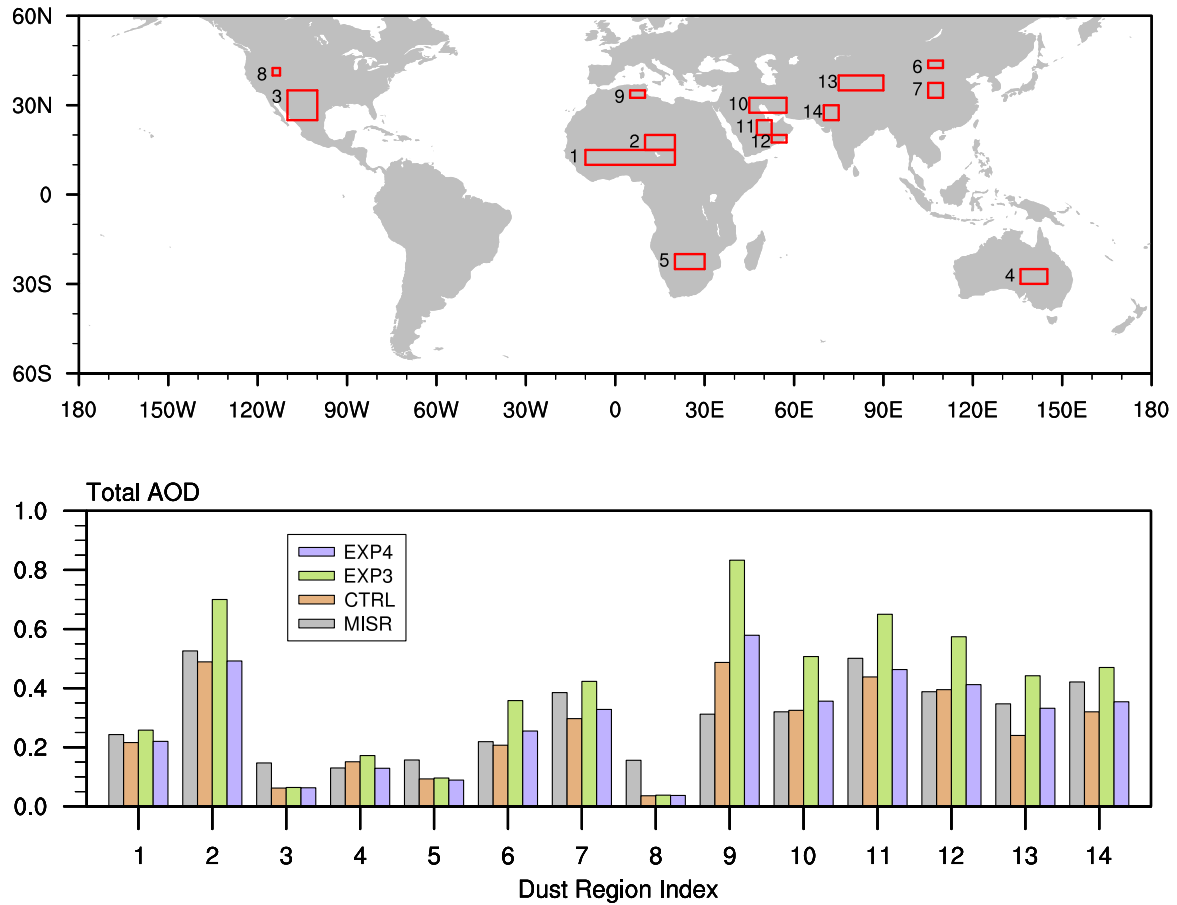 60N
8
6
13
3
7
9
30N
10
14
11
2
12
1
0
5
4
30S
60S
180 150W 120W 90W 60W 30W 0 30E 60E 90E 120E 150E 180
Total AOD
1.0
EXP4
0.8
EXP3
CTRL
0.6
MISR
0.4
0.2
0.0
1 2 3 4 5 6 7 8 9 10 11 12 13 14
Dust Region Index